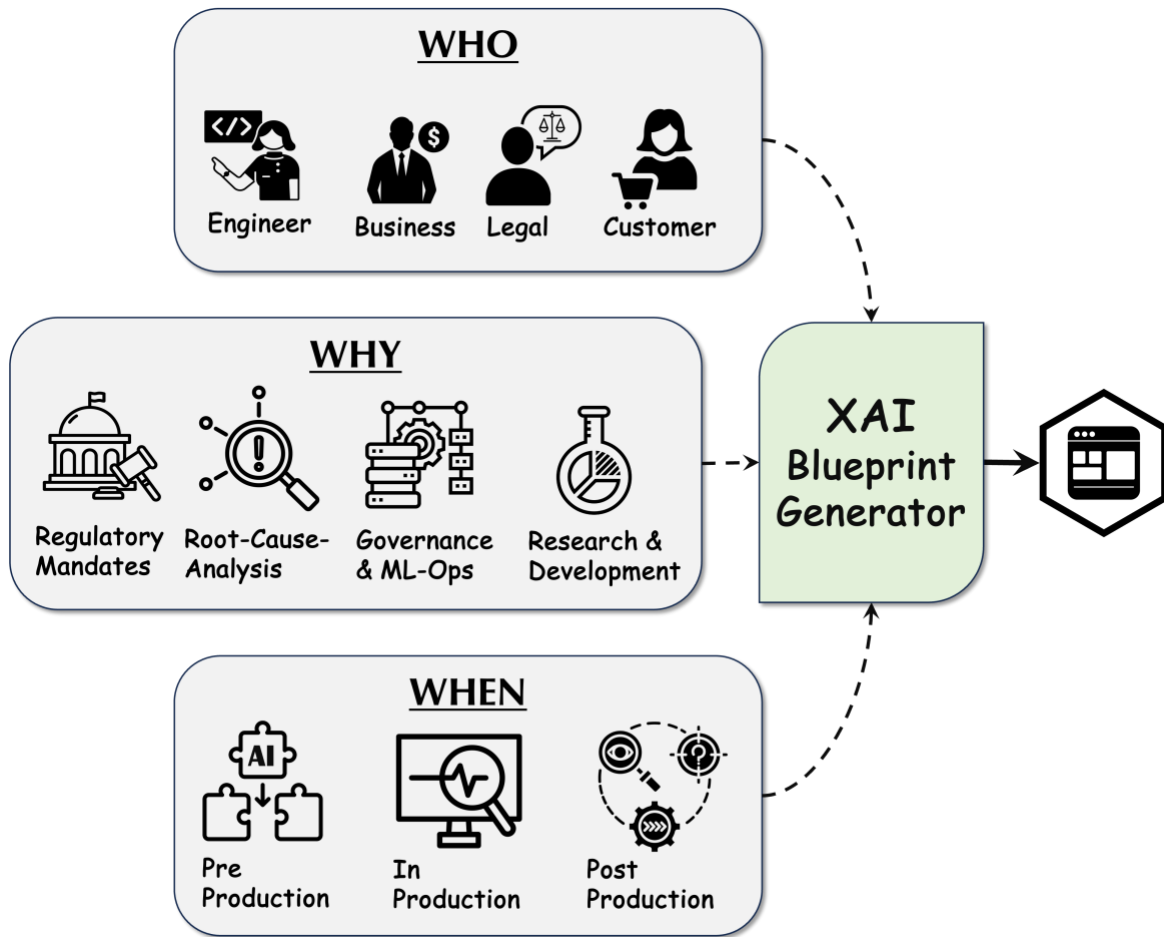 WHO
</>
$
Engineer
Business
Legal
Customer
WHY
!
Regulatory
Mandates
Root-Cause-
Analysis
Governance
& ML-Ops
Research &
Development
XAI
Blueprint
Generator
WHEN
AI
?
Pre
Production
In
Production
Post
Production